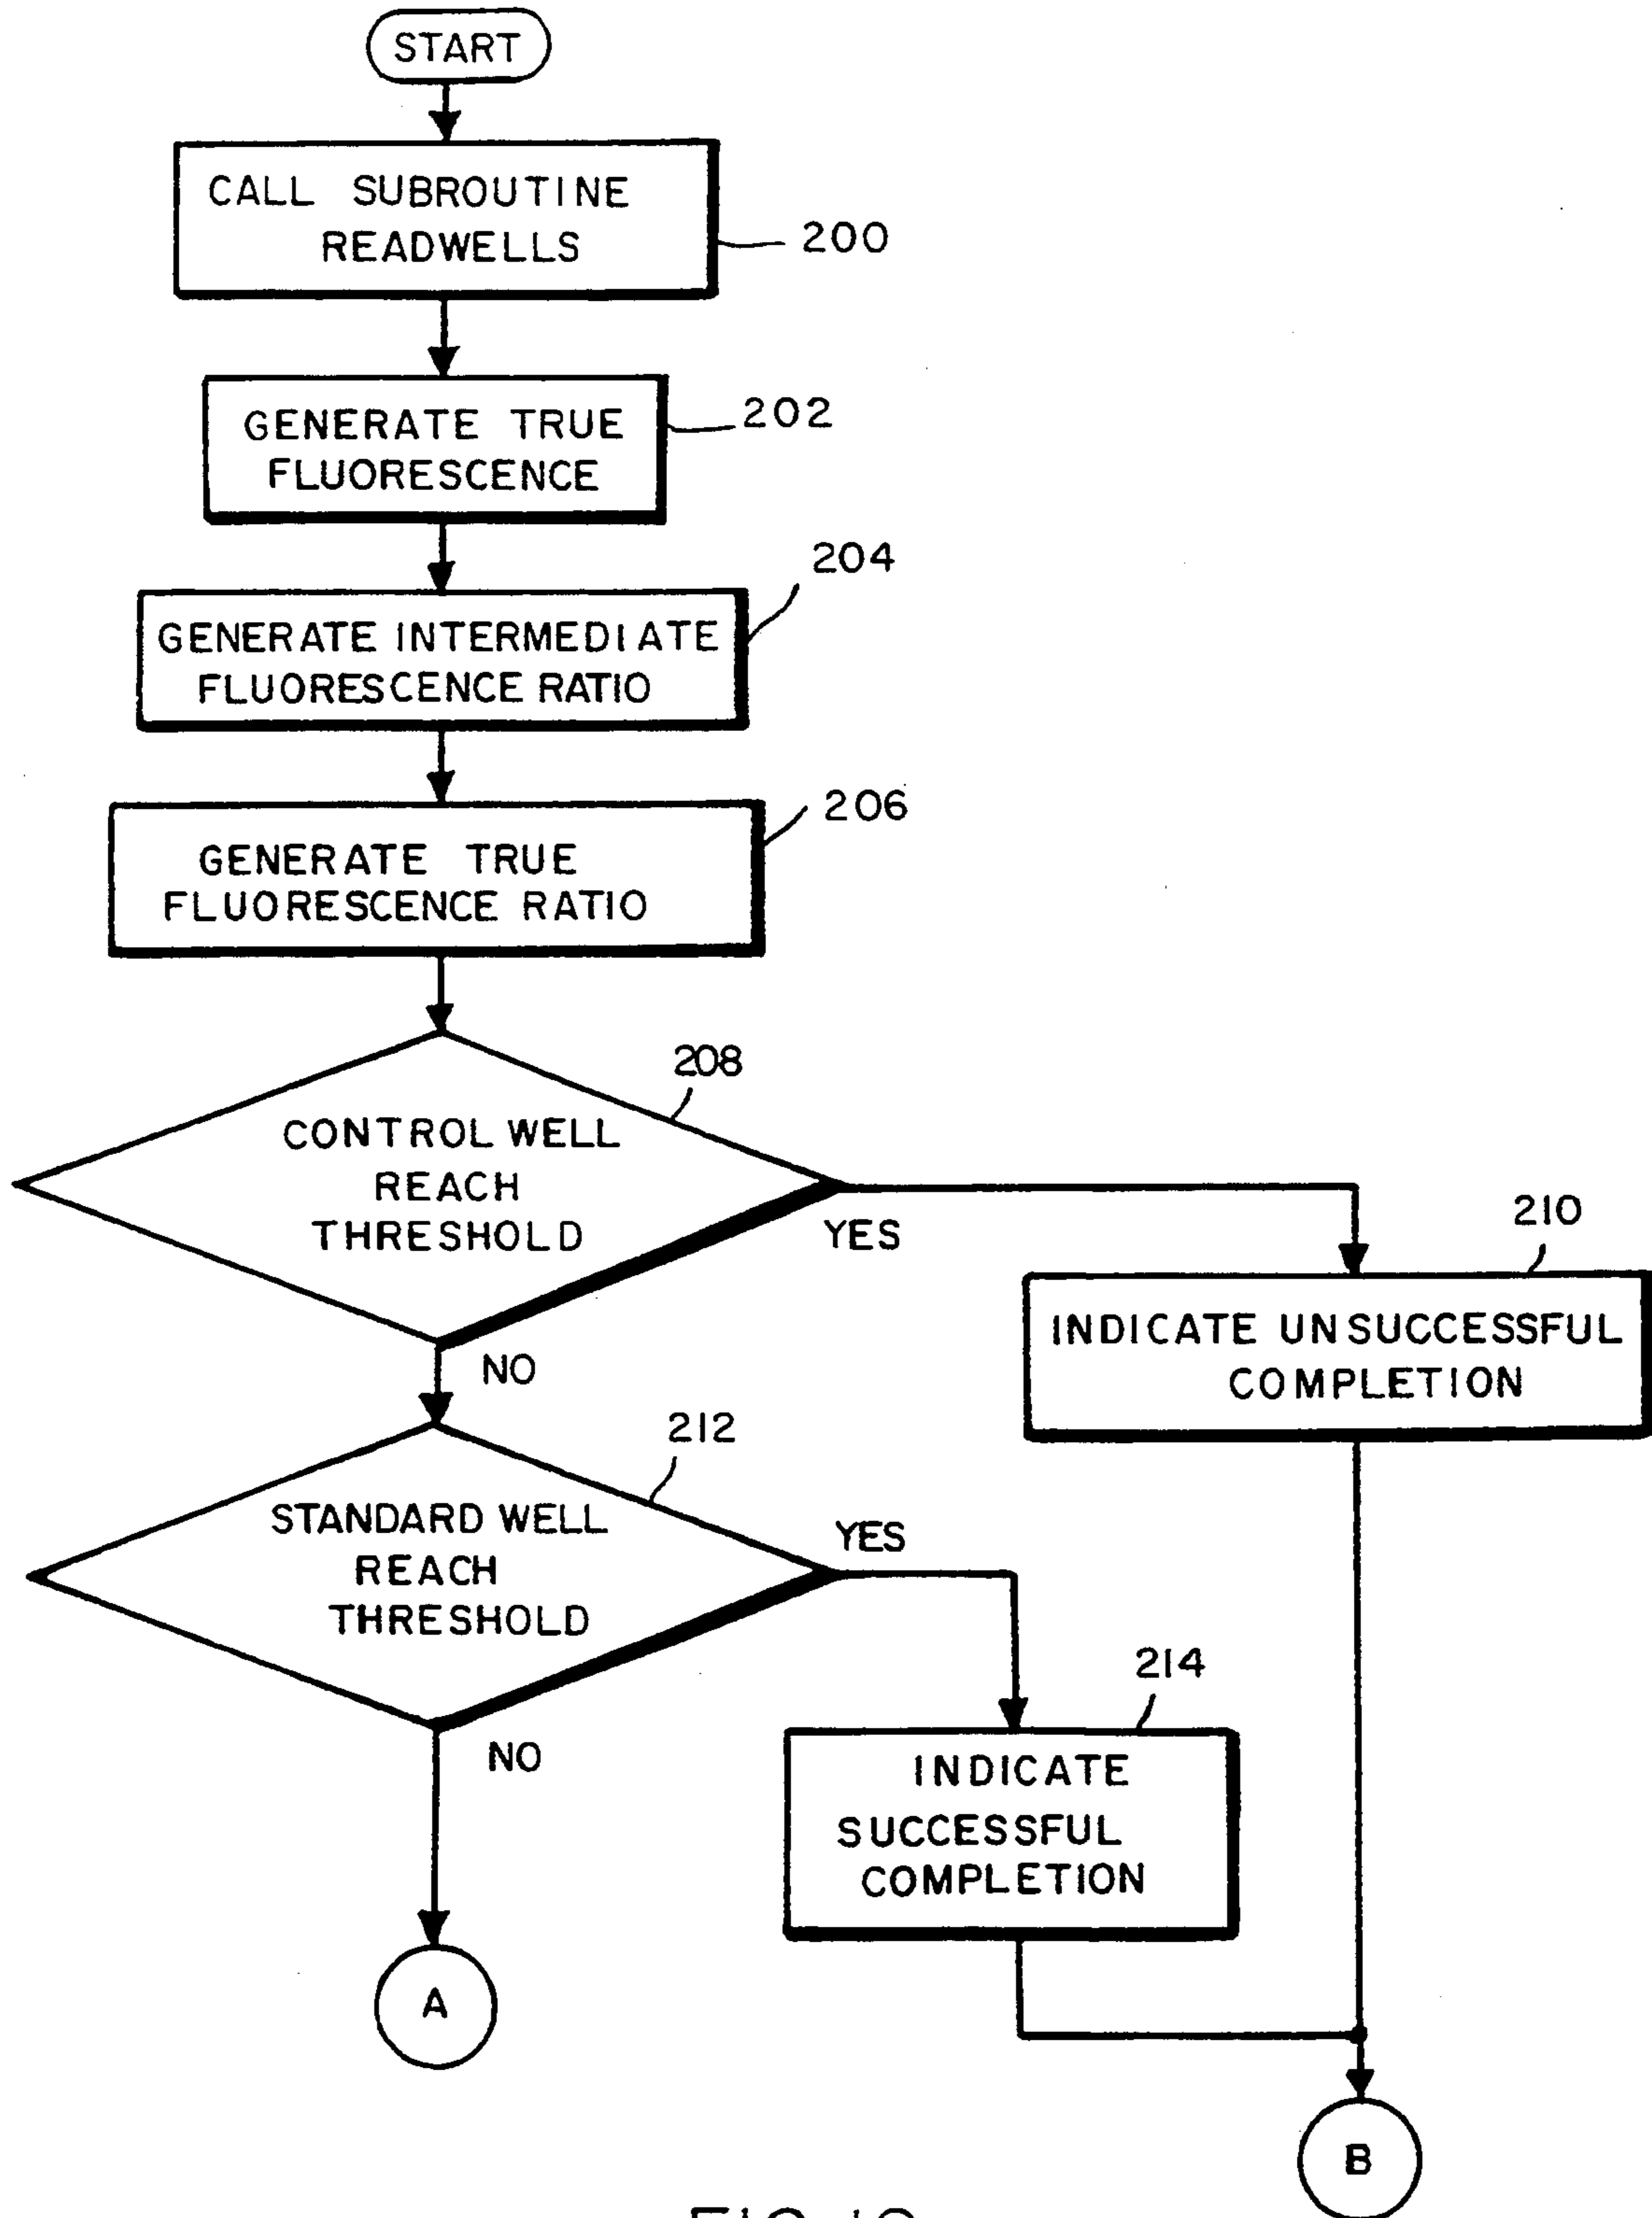 START
CALL SUBROUTINE
READWELLS
200
GENERATE TRUE
FLUORESCENCE
202
204
GENERATE INTERMEDIATE
FLUORESCENCE RATIO
206
GENERATE TRUE
FLUORESCENCE RATIO
208
CONTROL WELL
REACH
THRESHOLD
YES
NO
210
INDICATE UNSUCCESSFUL
COMPLETION
212
STANDARD WELL
REACH
THRESHOLD
YES
NO
214
INDICATE
SUCCESSFUL
COMPLETION
A
B